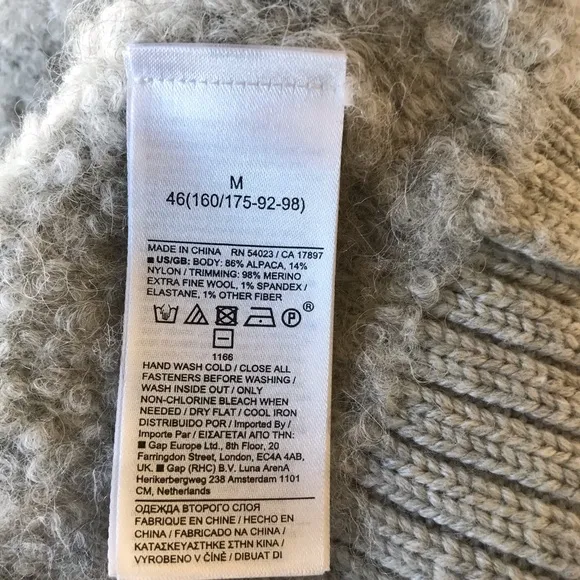 M
46(160/175-92-98)
MADE IN CHINA RN 54023 / CA 17897
■ US/GB: BODY: 86% ALPACA, 14%
NYLON / TRIMMING: 98% MERINO
EXTRA FINE WOOL, 1% SPANDEX /
ELASTANE, 1% OTHER FIBER
P ®
1166
HAND WASH COLD / CLOSE ALL
FASTENERS BEFORE WASHING /
WASH INSIDE OUT / ONLY
NON-CHLORINE BLEACH WHEN
NEEDED / DRY FLAT / COOL IRON
DISTRIBUIDO POR / Imported By /
Importe Par / ΕΙΣΑΓΕΤΑΙ ΑΠΟ ΤΗΝ:
■ Gap Europe Ltd., 8th Floor, 20
Farringdon Street, London, EC4A 4AB,
UK. ■ Gap (RHC) B.V. Luna ArenA
Herikerbergweg 238 Amsterdam 1101
CM, Netherlands
ОДЕЖДА ВТОРОГО СЛОЯ
FABRIQUE EN CHINE / HECHO EN
CHINA / FABRICADO NA CHINA /
ΚΑΤΑΣΚΕΥΑΣΤΗΚΕ ΣΤΗΝ ΚΙΝΑ /
VYROBENO V ČÍNĚ / DIBUAT DI